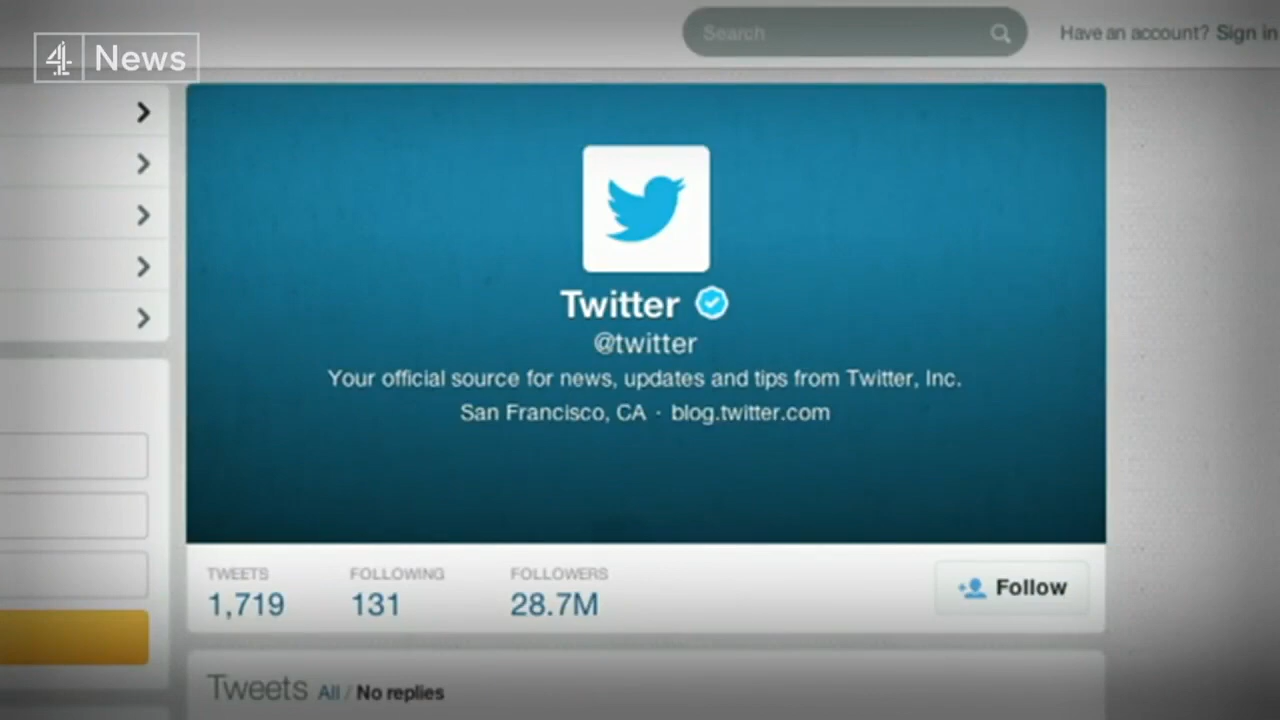 4 News
Search
Have an account? Sign in
Twitter
@twitter
Your official source for news, updates and tips from Twitter, Inc.
San Francisco, CA · blog.twitter.com
TWEETS
1,719
FOLLOWING
131
FOLLOWERS
28.7M
Follow
Tweets All / No replies